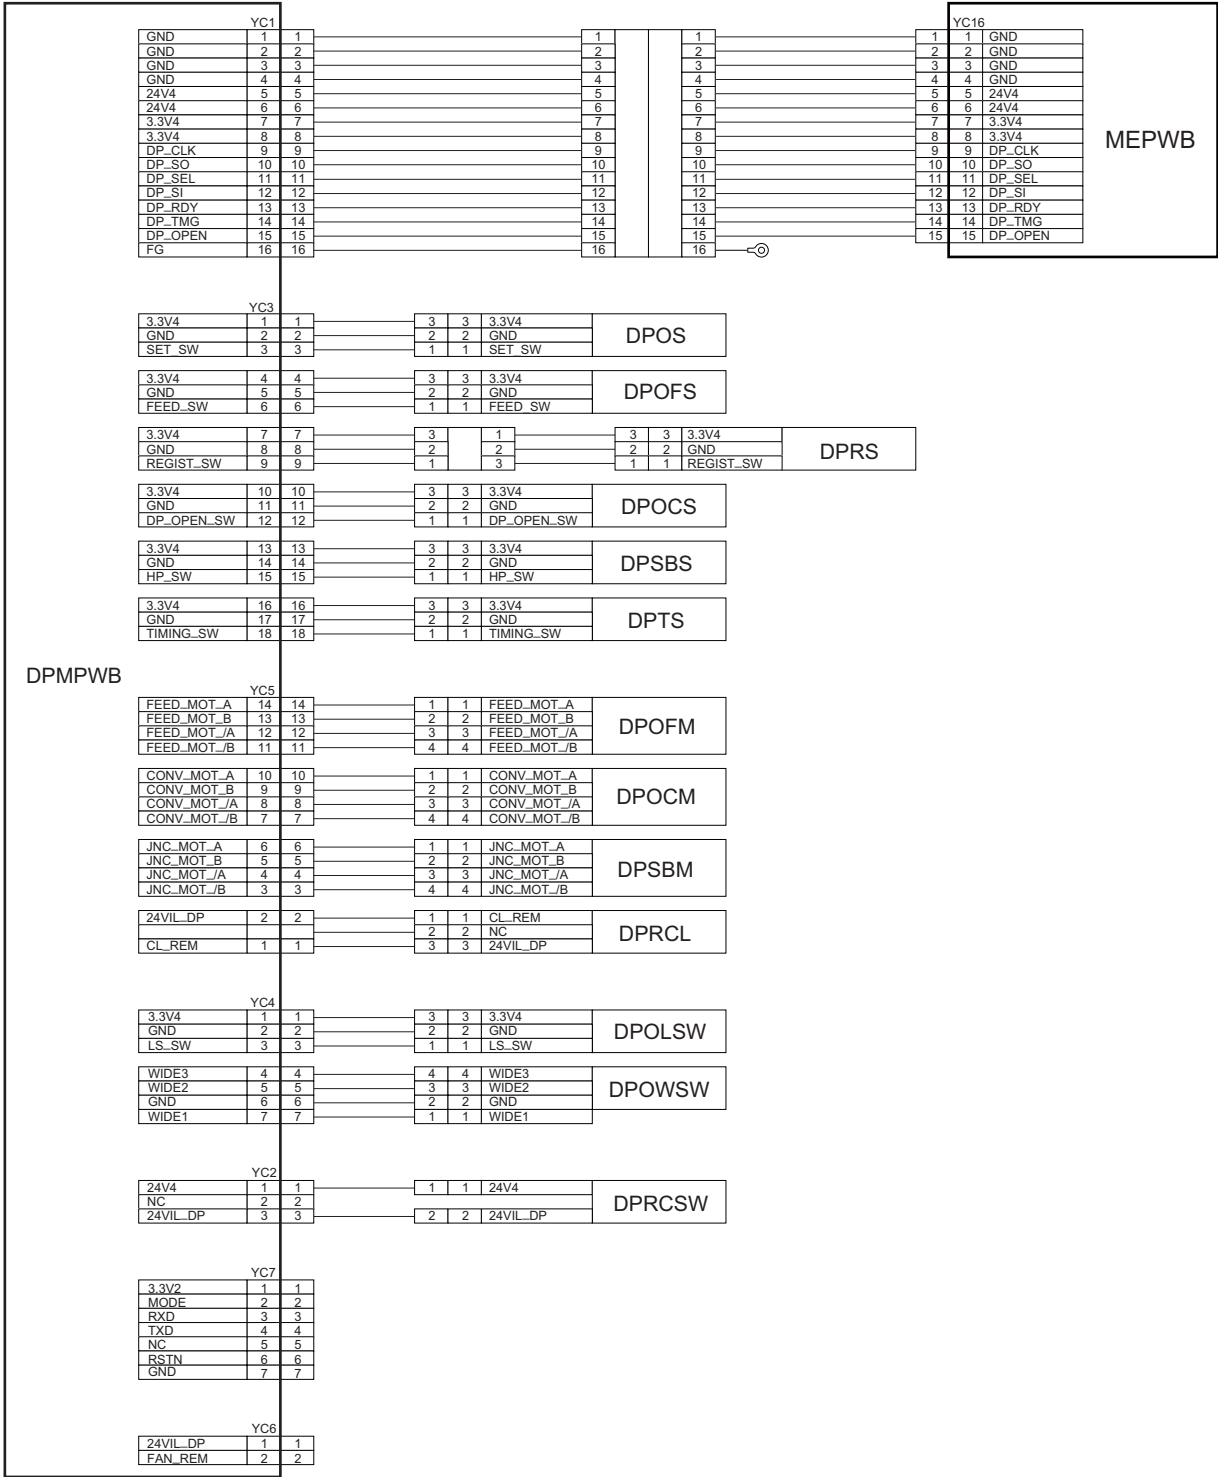 YC1 YC16
GND 1 1 1 1 1 1 GND
GND 2 2 2 2 2 2 GND
GND 3 3 3 3 3 3 GND
GND 4 4 4 4 4 4 GND
24V4 5 5 5 5 5 5 24V4
24V4 6 6 6 6 6 6 24V4
3.3V4 7 7 7 7 7 7 3.3V4
3.3V4 8 8 8 8 8 8 3.3V4 MEPWB
DP_CLK 9 9 9 9 9 9 DP_CLK
DP_SO 10 10 10 10 10 10 DP_SO
DP_SEL 11 11 11 11 11 11 DP_SEL
DP_SI 12 12 12 12 12 12 DP_SI
DP_RDY 13 13 13 13 13 13 DP_RDY
DP_TMG 14 14 14 14 14 14 DP_TMG
DP_OPEN 15 15 15 15 15 15 DP_OPEN
FG 16 16 16 16
YC3
3.3V4 1 1 3 3 3.3V4
GND 2 2 2 2 GND DPOS
SET_SW 3 3 1 1 SET_SW
3.3V4 4 4 3 3 3.3V4
GND 5 5 2 2 GND DPOFS
FEED_SW 6 6 1 1 FEED_SW
3.3V4 7 7 3 1 3 3 3.3V4
GND 8 8 2 2 2 2 GND DPRS
REGIST_SW 9 9 1 3 1 1 REGIST_SW
3.3V4 10 10 3 3 3.3V4
GND 11 11 2 2 GND DPOCS
DP_OPEN_SW 12 12 1 1 DP_OPEN_SW
3.3V4 13 13 3 3 3.3V4
GND 14 14 2 2 GND DPSBS
HP_SW 15 15 1 1 HP_SW
3.3V4 16 16 3 3 3.3V4
GND 17 17 2 2 GND DPTS
TIMING_SW 18 18 1 1 TIMING_SW
DPMPWB
YC5
FEED_MOT_A 14 14 1 1 FEED_MOT_A
FEED_MOT_B 13 13 2 2 FEED_MOT_B DPOFM
FEED_MOT_/A 12 12 3 3 FEED_MOT_/A
FEED_MOT_/B 11 11 4 4 FEED_MOT_/B
CONV_MOT_A 10 10 1 1 CONV_MOT_A
CONV_MOT_B 9 9 2 2 CONV_MOT_B DPOCM
CONV_MOT_/A 8 8 3 3 CONV_MOT_/A
CONV_MOT_/B 7 7 4 4 CONV_MOT_/B
JNC_MOT_A 6 6 1 1 JNC_MOT_A
JNC_MOT_B 5 5 2 2 JNC_MOT_B DPSBM
JNC_MOT_/A 4 4 3 3 JNC_MOT_/A
JNC_MOT_/B 3 3 4 4 JNC_MOT_/B
24VIL_DP 2 2 1 1 CL_REM
2 2 NC DPRCL
CL_REM 1 1 3 3 24VIL_DP
YC4
3.3V4 1 1 3 3 3.3V4
GND 2 2 2 2 GND DPOLSW
LS_SW 3 3 1 1 LS_SW
WIDE3 4 4 4 4 WIDE3
WIDE2 5 5 3 3 WIDE2 DPOWSW
GND 6 6 2 2 GND
WIDE1 7 7 1 1 WIDE1
YC2
24V4 1 1 1 1 24V4
NC 2 2 DPRCSW
24VIL_DP 3 3 2 2 24VIL_DP
YC7
3.3V2 1 1
MODE 2 2
RXD 3 3
TXD 4 4
NC 5 5
RSTN 6 6
GND 7 7
YC6
24VIL_DP 1 1
FAN_REM 2 2